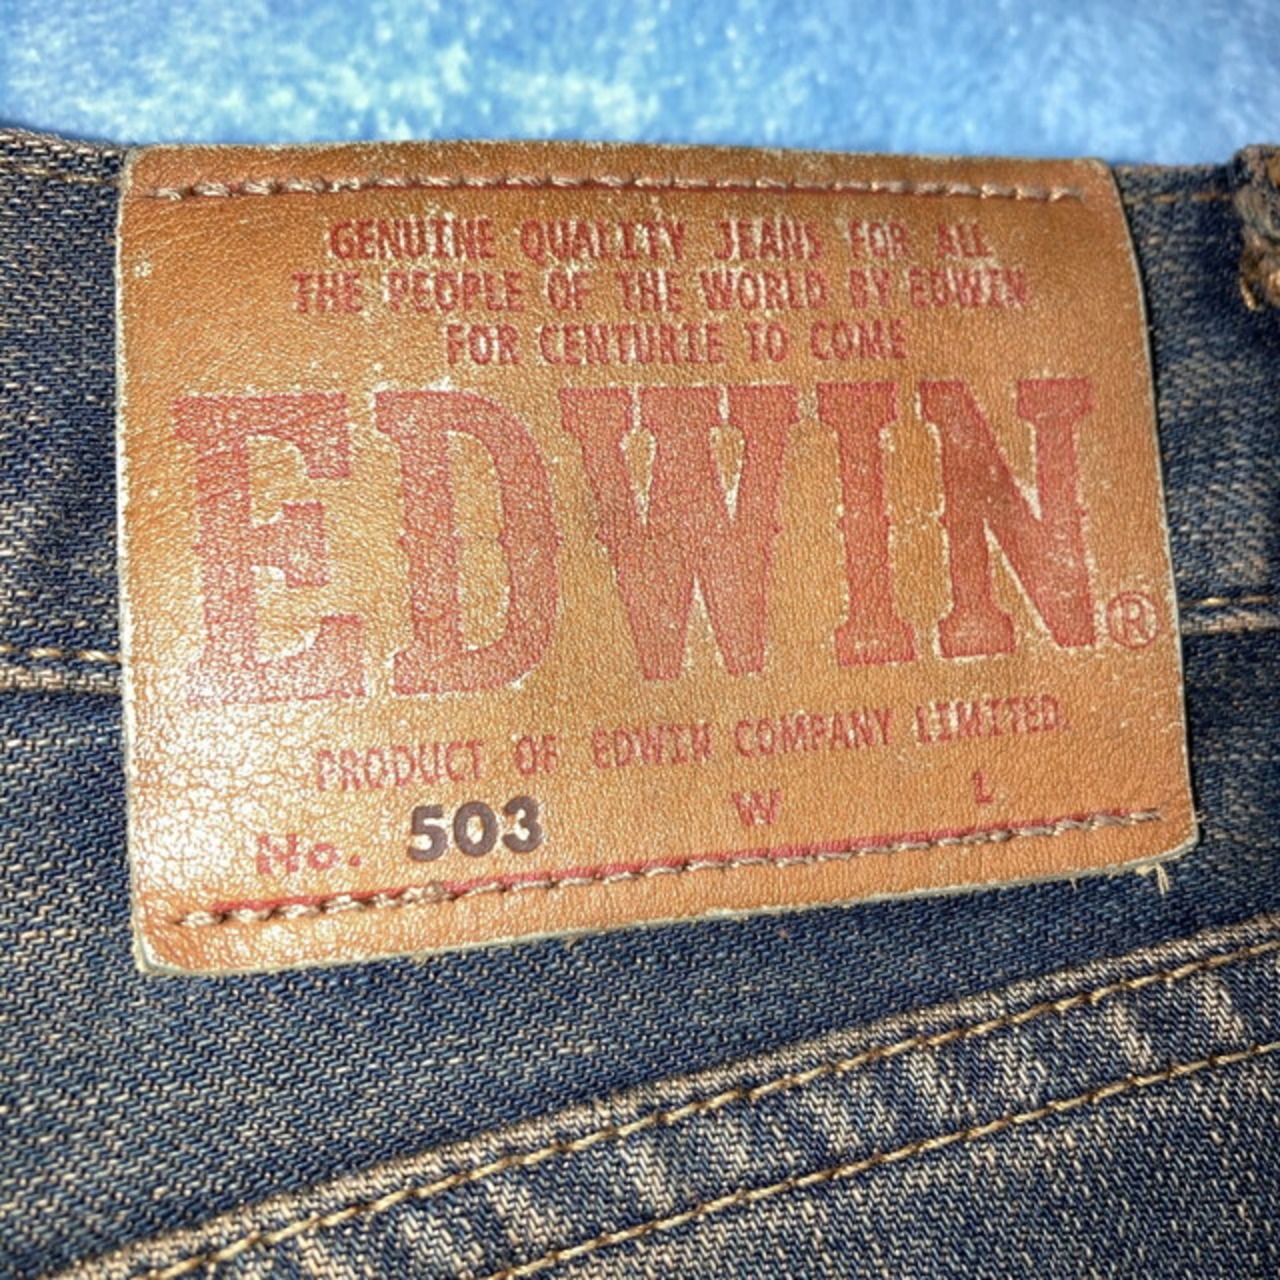 GENUINE QUALITY JEANS FOR ALL
THE PEOPLE OF THE WORLD BY EDWIN
FOR CENTURIE TO COME
EDWIN®
PRODUCT OF EDWIN COMPANY LIMITED.
No. 503 W L